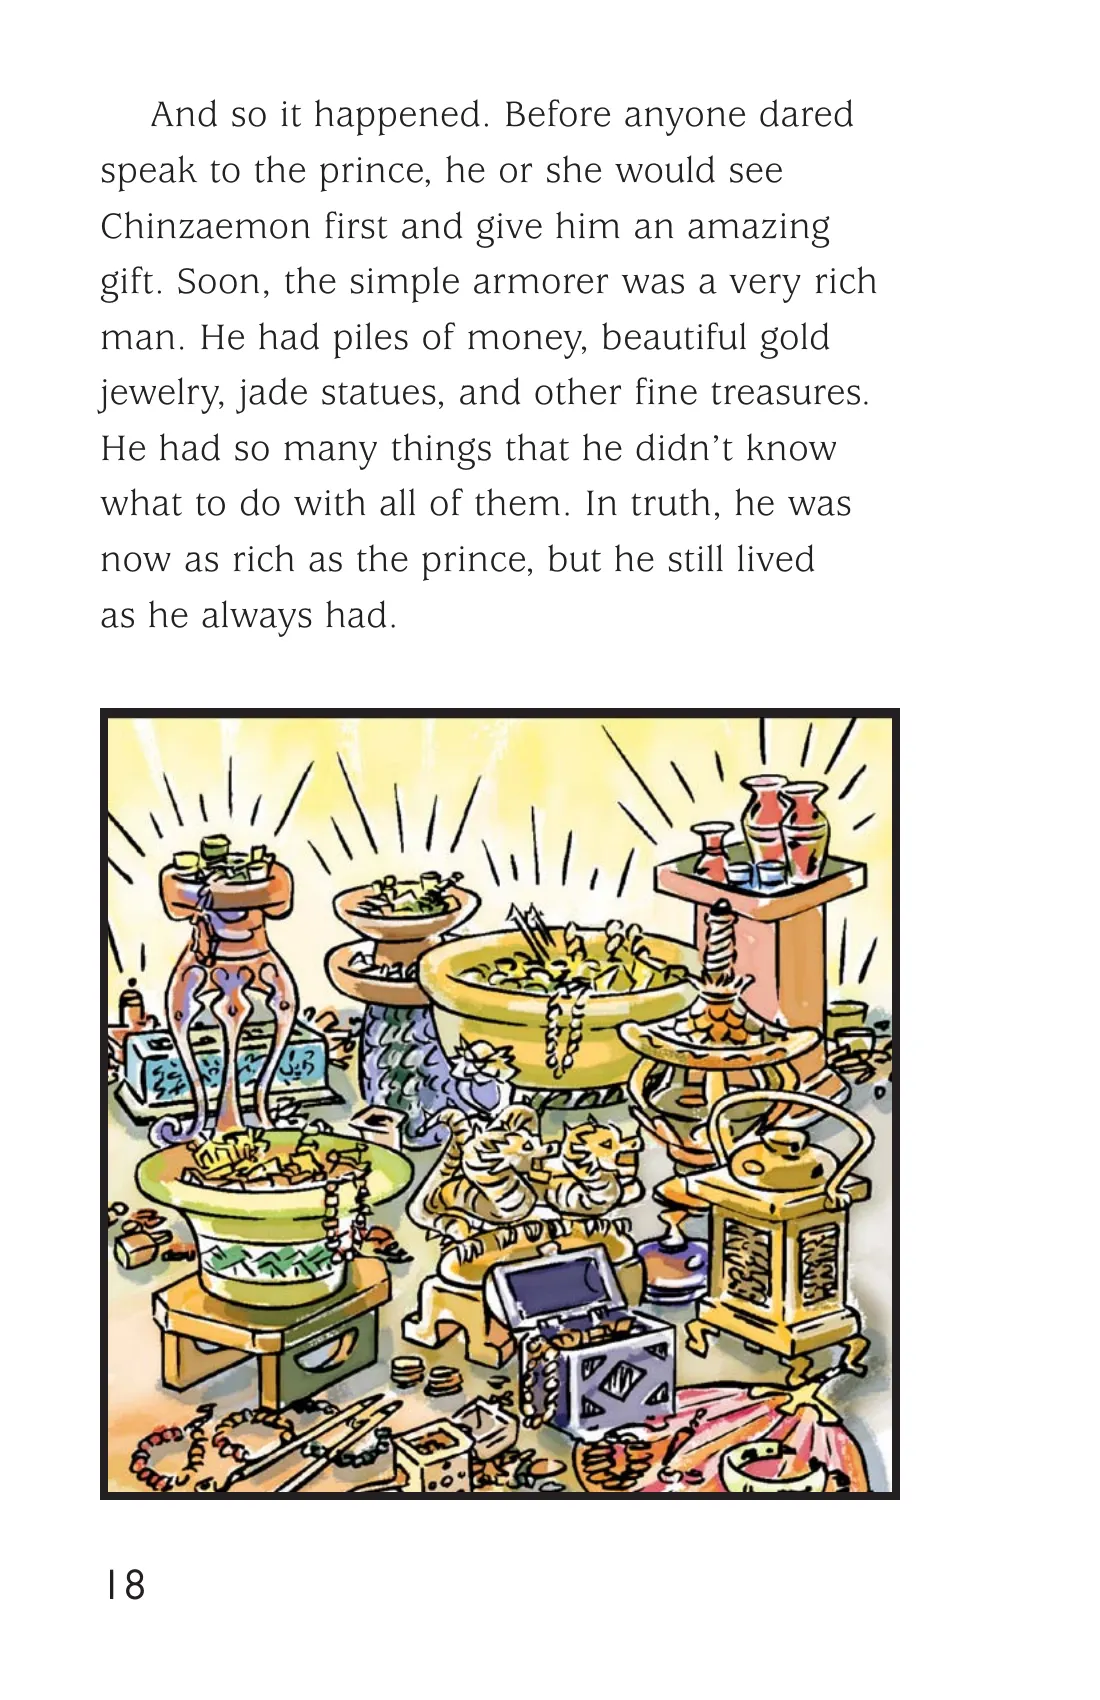 And so it happened. Before anyone dared
speak to the prince, he or she would see
Chinzaemon first and give him an amazing
gift. Soon, the simple armorer was a very rich
man. He had piles of money, beautiful gold
jewelry, jade statues, and other fine treasures.
He had so many things that he didn’t know
what to do with all of them. In truth, he was
now as rich as the prince, but he still lived
as he always had.
18